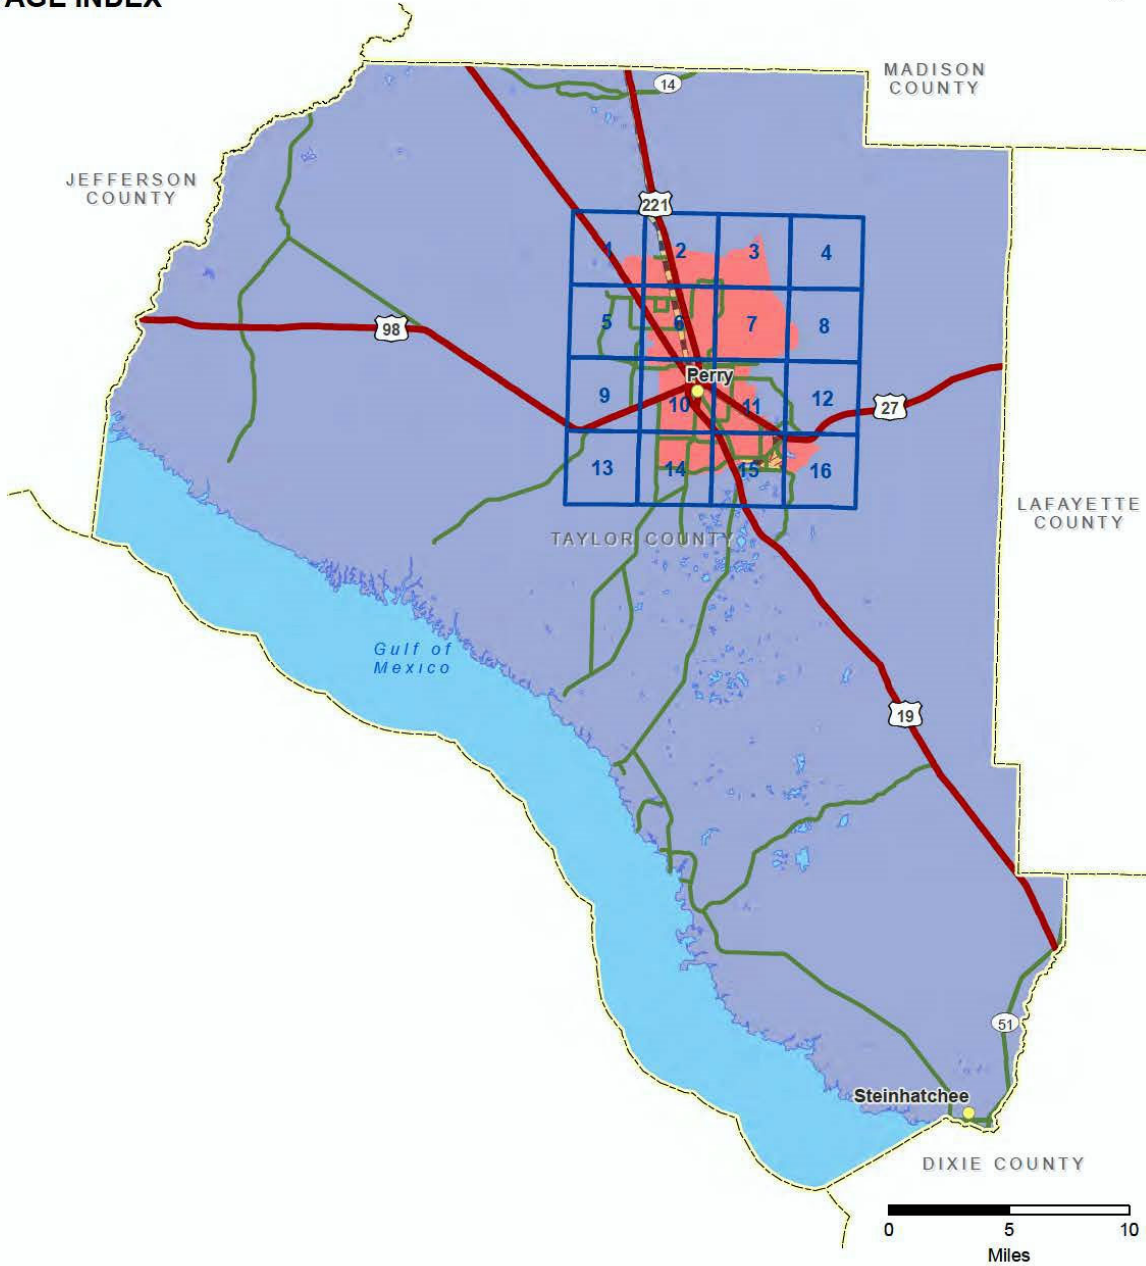 AGE INDEX
MADISON
COUNTY
14
JEFFERSON
COUNTY
221
1
2
3
4
5
6
7
8
98
Perry
9
10
11
12
27
13
14
15
16
LAFAYETTE
COUNTY
TAYLOR COUNTY
Gulf of
Mexico
19
51
Steinhatchee
DIXIE COUNTY
0 5 10
Miles